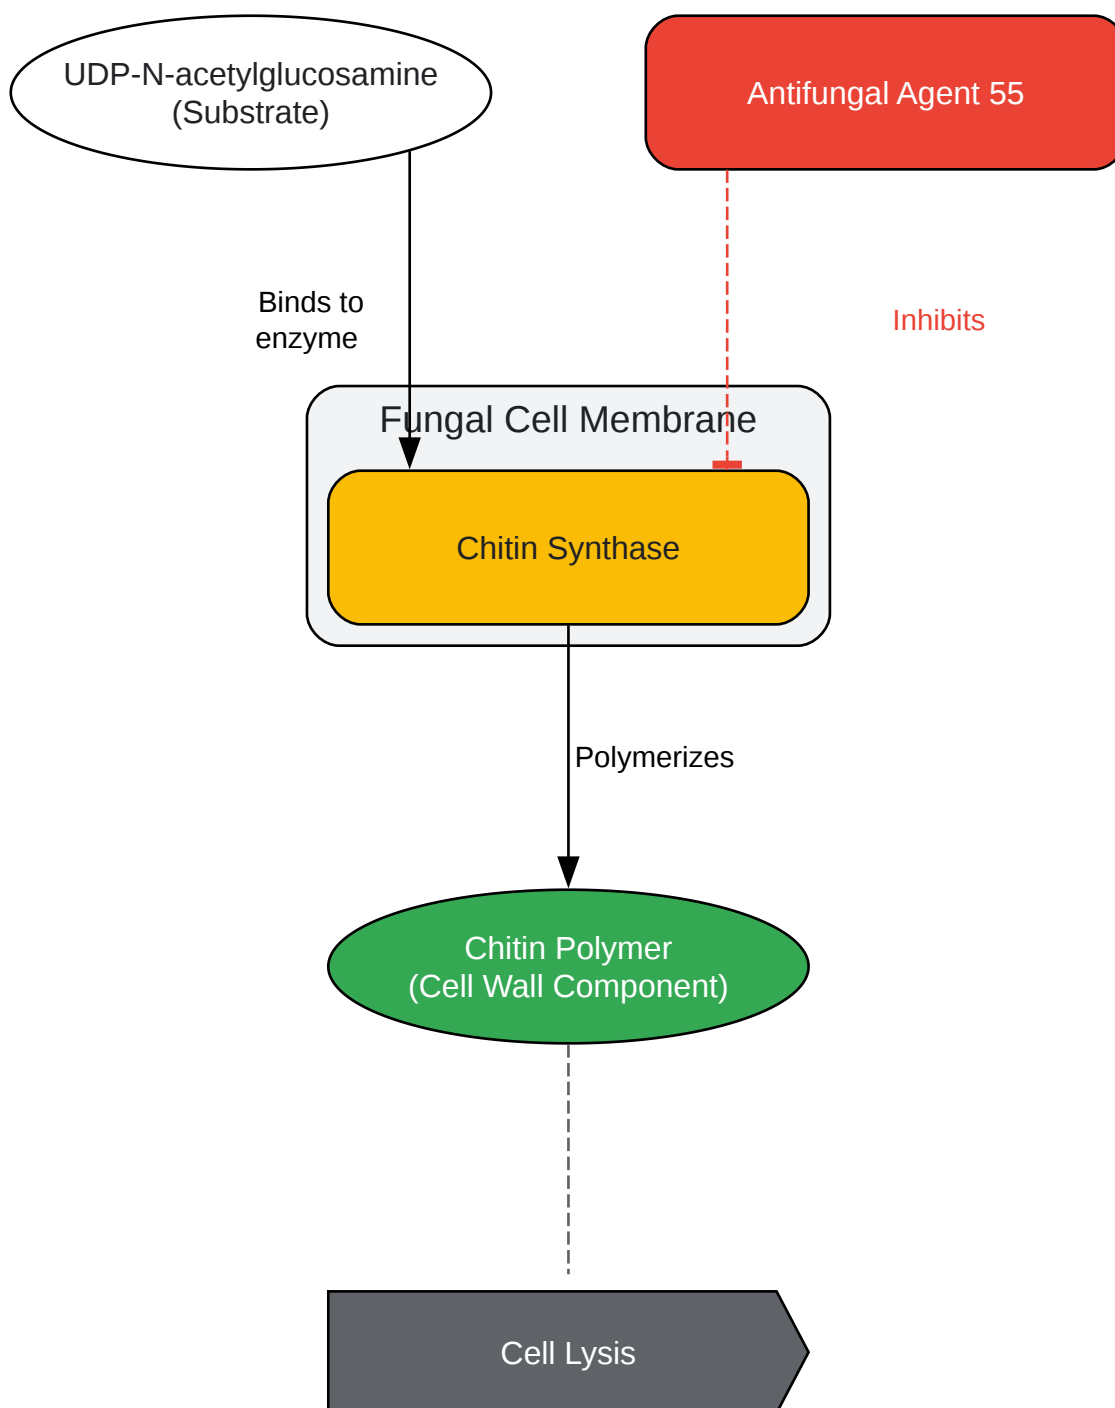 UDP-N-acetylglucosamine
(Substrate)
Antifungal Agent 55
Binds to
enzyme
Inhibits
Fungal Cell Membrane
Chitin Synthase
Polymerizes
Chitin Polymer
(Cell Wall Component)
Cell Lysis